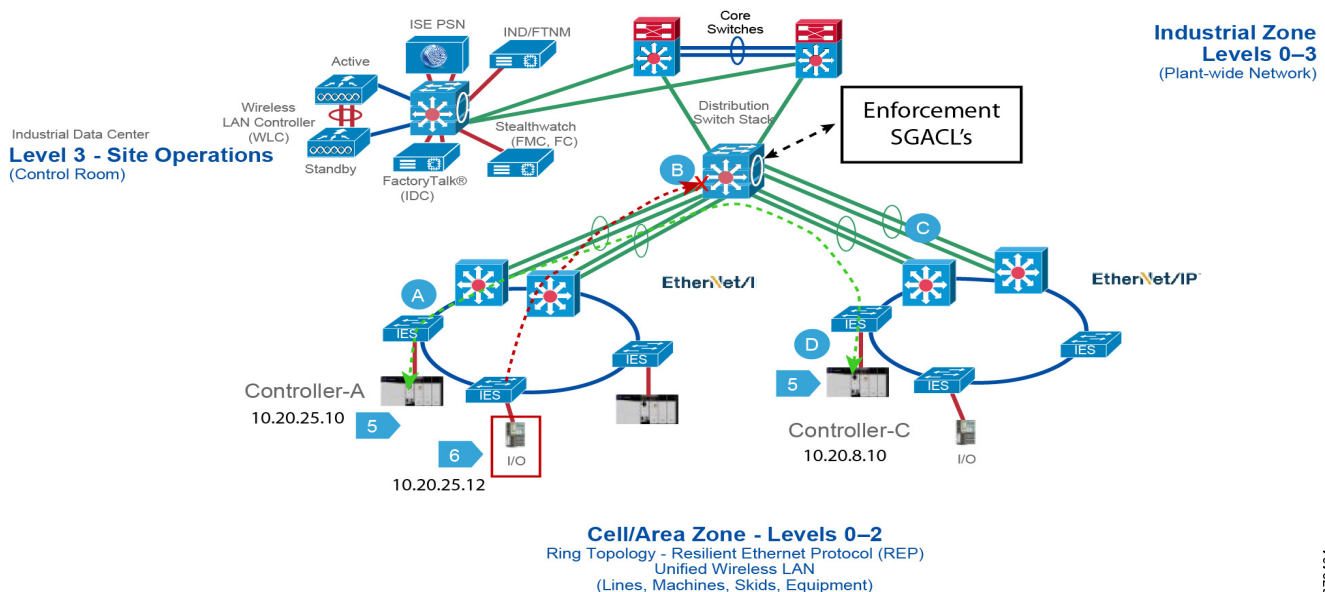 ISE PSN
IND/FTNM
Core
Switches
Industrial Zone
Levels 0–3
(Plant-wide Network)
Active
Wireless
LAN Controller
(WLC)
Standby
Industrial Data Center
Level 3 - Site Operations
(Control Room)
FactoryTalk®
(IDC)
Stealthwatch
(FMC, FC)
Distribution
Switch Stack
Enforcement
SGACL's
B
C
EtherNet/I
EtherNet/IP
A
IES
IES
IES
IES
IES
IES
D
Controller-A
10.20.25.10
5
6
I/O
10.20.25.12
5
Controller-C
10.20.8.10
I/O
Cell/Area Zone - Levels 0–2
Ring Topology - Resilient Ethernet Protocol (REP)
Unified Wireless LAN
(Lines, Machines, Skids, Equipment)